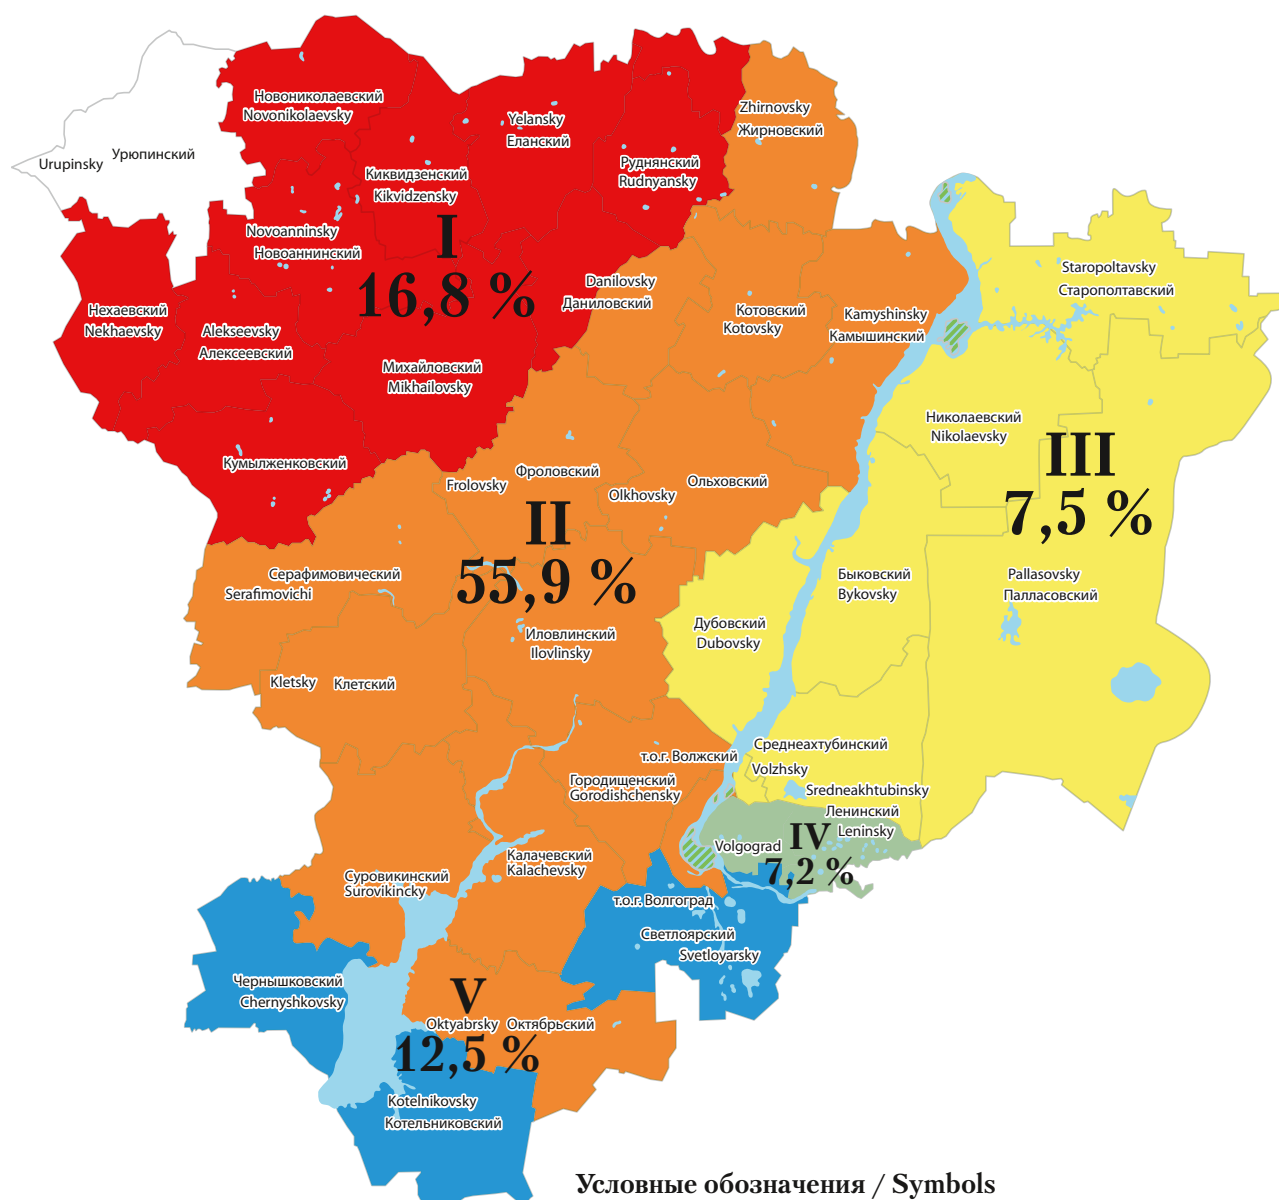 Новониколаевский
Novonikolaevsky
Yelansky
Еланский
Zhirnovsky
Жирновский
Urupinsky
Урюпинский
Киквидзенский
Kikvidzensky
Руднянский
Rudnyansky
Novoanninsky
Новоаннинский
I
16,8 %
Danilovsky
Даниловский
Staropoltavsky
Старополтавский
Нехаевский
Nekhaevsky
Alekseevsky
Алексеевский
Котовский
Kotovsky
Kamyshinsky
Камышинский
Михайловский
Mikhailovsky
Николаевский
Nikolaevsky
III
7,5 %
Кумылженковский
Frolovsky
Фроловский
Olkhovsky
Ольховский
II
55,9 %
Серафимовический
Serafimovichi
Быковский
Bykovsky
Pallasovsky
Палласовский
Дубовский
Dubovsky
Иловлинский
Ilovlinsky
Kletsky
Клетский
т.о.г. Волжский
Среднеахтубинский
Volzhsky
Городищенский
Gorodishchensky
Sredneakhtubinsky
Ленинский
Leninsky
Volgograd
IV
7,2 %
Калачевский
Kalachevsky
Суровикинский
Surovikincky
т.о.г. Волгоград
Светлоярский
Svetloyarsky
Чернышковский
Chernyshkovsky
V
Oktyabrsky
Октябрьский
12,5 %
Kotelnikovsky
Котельниковский
Условные обозначения / Symbols